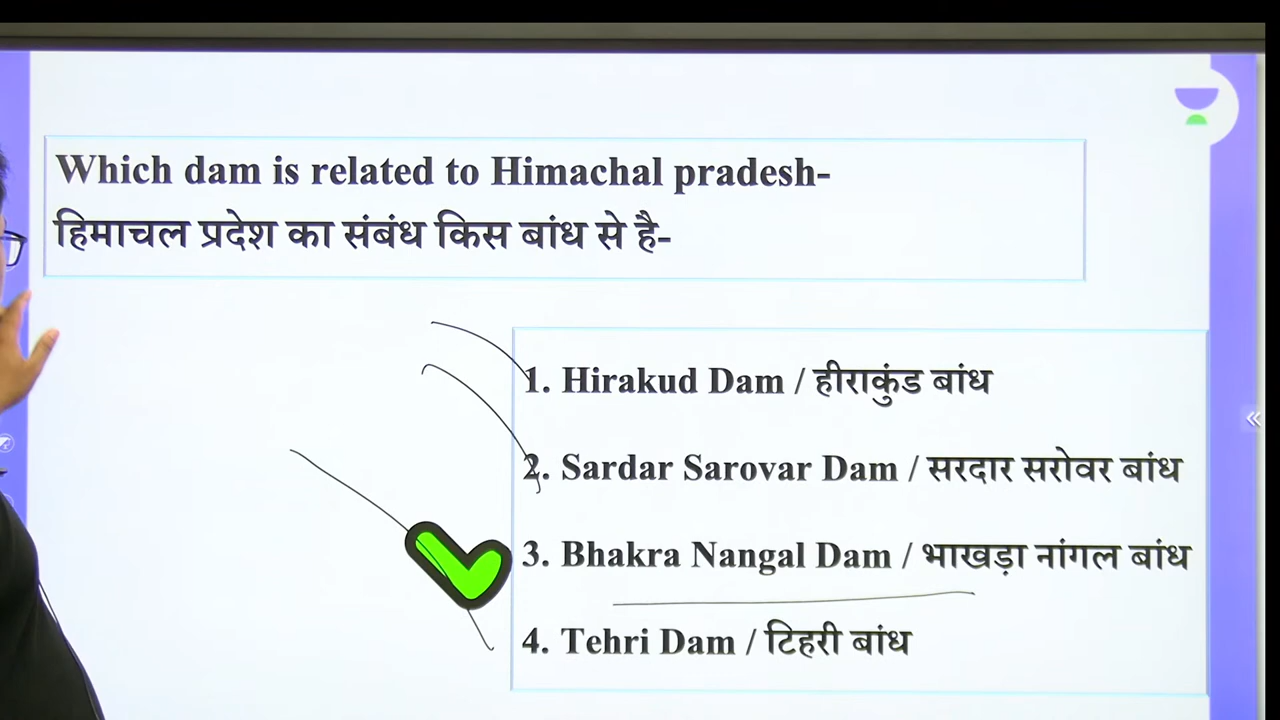 Which dam is related to Himachal pradesh-
हिमाचल प्रदेश का संबंध किस बांध से है-
1. Hirakud Dam / हीराकुंड बांध
2. Sardar Sarovar Dam / सरदार सरोवर बांध
3. Bhakra Nangal Dam / भाखड़ा नांगल बांध
4. Tehri Dam / टिहरी बांध